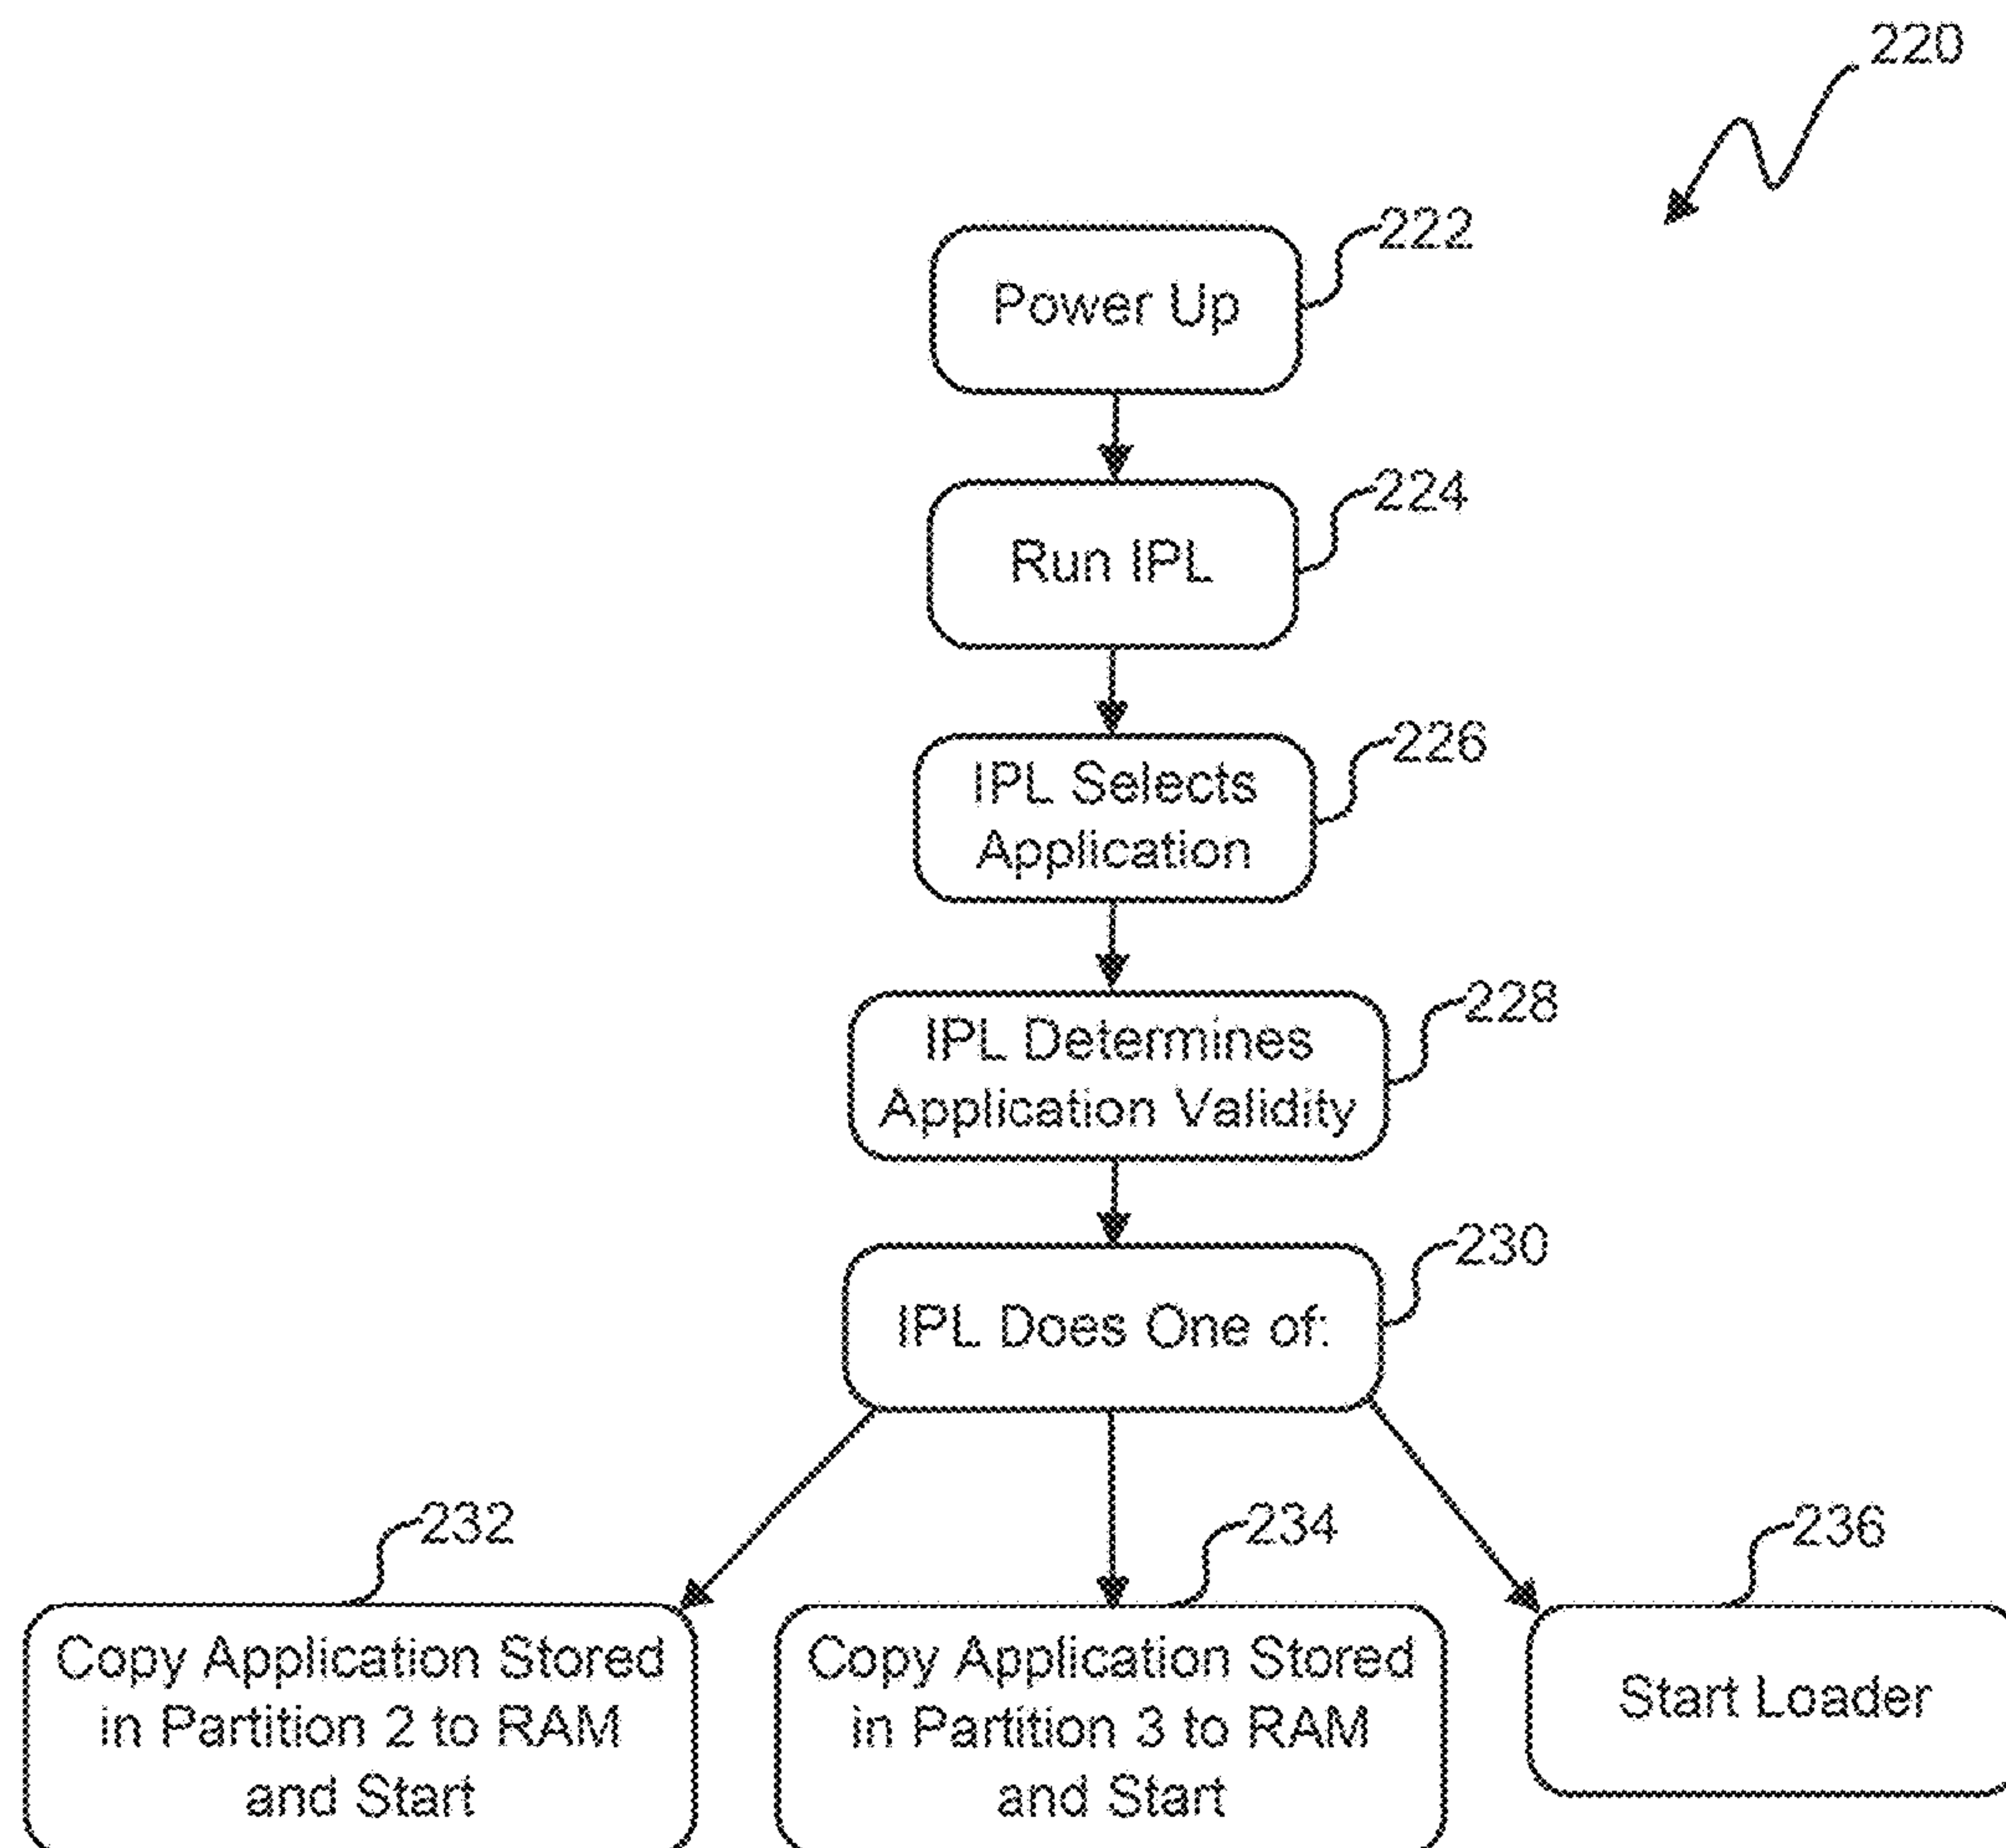 220
222
Power Up
224
Run IPL
226
IPL Selects
Application
228
IPL Determines
Application Validity
230
IPL Does One of:
232
Copy Application Stored
in Partition 2 to RAM
and Start
234
Copy Application Stored
in Partition 3 to RAM
and Start
236
Start Loader